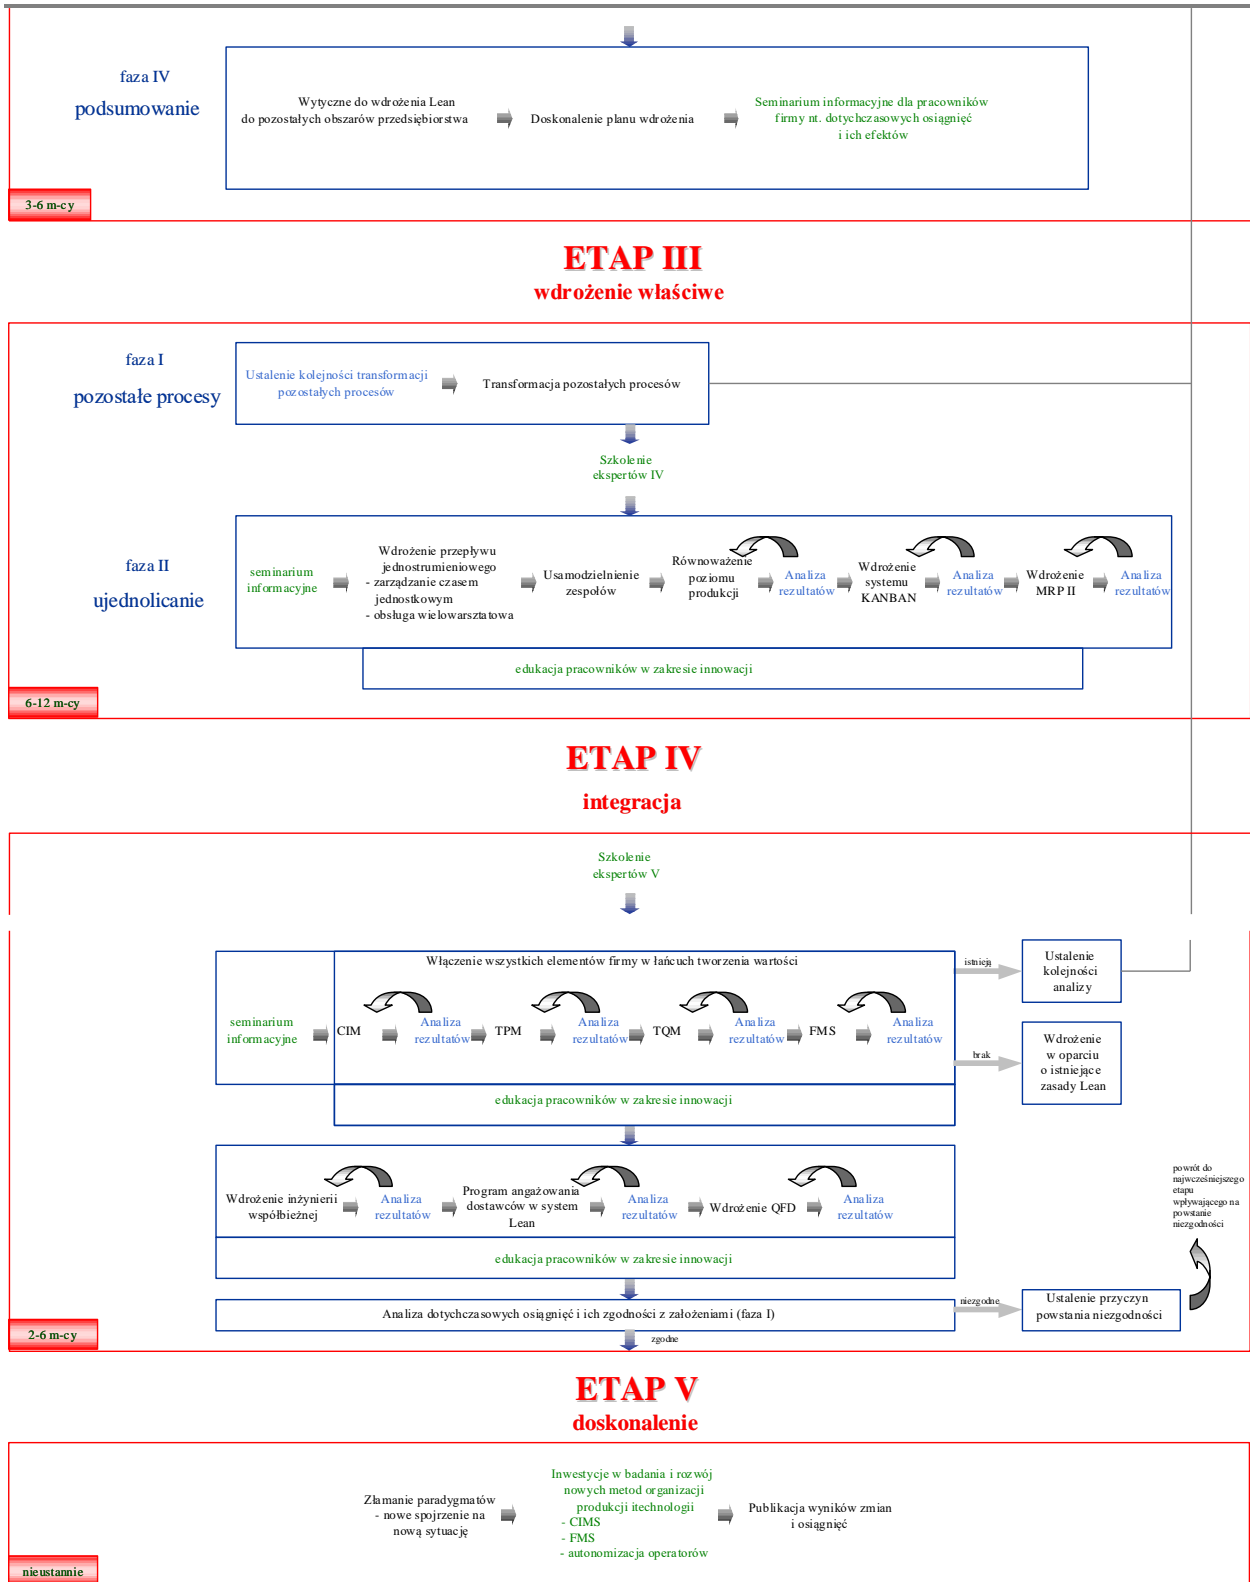 faza IV
podsumowanie
Wytyczne do wdrożenia Lean
do pozostałych obszarów przedsiębiorstwa
Doskonalenie planu wdrożenia
Seminarium informacyjne dla pracowników
firmy nt. dotychczasowych osiągnięć
i ich efektów
3-6 m-cy
ETAP III
wdrożenie właściwe
faza I
pozostałe procesy
Ustalenie kolejności transformacji
pozostałych procesów
Transformacja pozostałych procesów
Szkolenie
ekspertów IV
faza II
ujednolicanie
seminarium
informacyjne
Wdrożenie przepływu
jednostrumieniowego
- zarządzanie czasem
jednostkowym
- obsługa wielowarsztatowa
Usamodzielnienie
zespołów
Równoważenie
poziomu
produkcji
Analiza
rezultatów
Wdrożenie
systemu
KANBAN
Analiza
rezultatów
Wdrożenie
MRP II
Analiza
rezultatów
edukacja pracowników w zakresie innowacji
6-12 m-cy
ETAP IV
integracja
Szkolenie
ekspertów V
Włączenie wszystkich elementów firmy w łańcuch tworzenia wartości
istnieją
Ustalenie
kolejności
analizy
seminarium
informacyjne
CIM
Analiza
rezultatów
TPM
Analiza
rezultatów
TQM
Analiza
rezultatów
FMS
Analiza
rezultatów
brak
Wdrożenie
w oparciu
o istniejące
zasady Lean
edukacja pracowników w zakresie innowacji
Wdrożenie inżynierii
współbieżnej
Analiza
rezultatów
Program angażowania
dostawców w system
Lean
Analiza
rezultatów
Wdrożenie QFD
Analiza
rezultatów
powrót do
najwcześniejszego
etapu
wpływającego na
powstanie
niezgodności
edukacja pracowników w zakresie innowacji
Analiza dotychczasowych osiągnięć i ich zgodności z założeniami (faza I)
niezgodne
Ustalenie przyczyn
powstania niezgodności
zgodne
2-6 m-cy
ETAP V
doskonalenie
Złamanie paradygmatów
- nowe spojrzenie na
nową sytuację
Inwestycje w badania i rozwój
nowych metod organizacji
produkcji itechnologii
- CIMS
- FMS
- autonomizacja operatorów
Publikacja wyników zmian
i osiągnięć
nieustannie